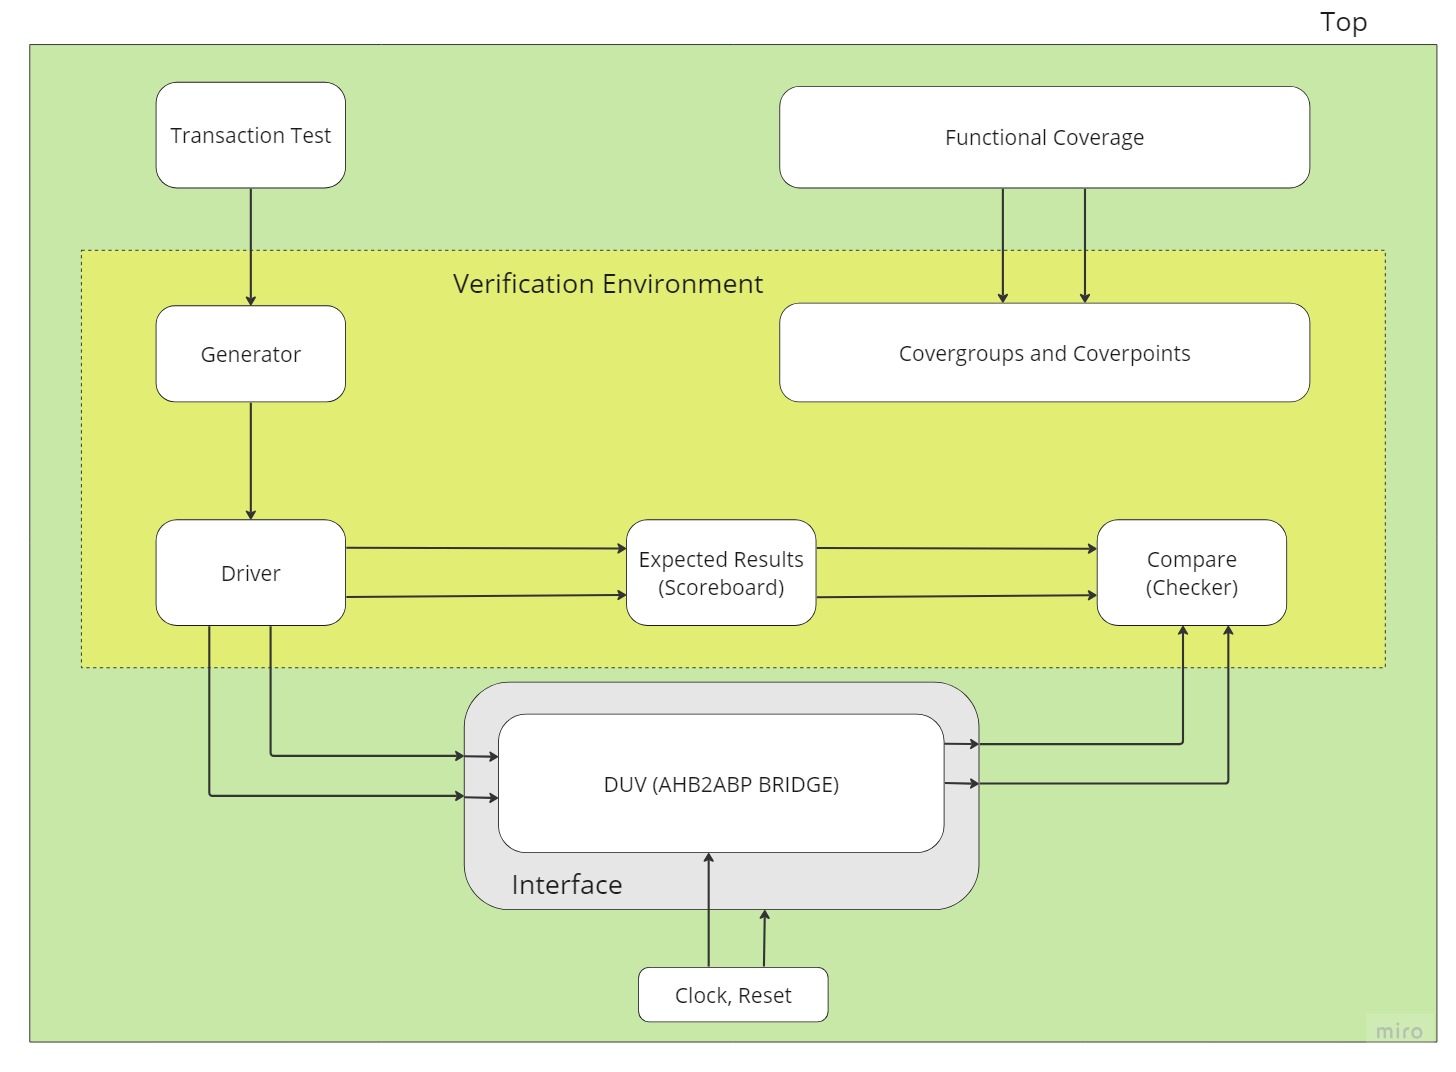 Top
Transaction Test
Functional Coverage
Verification Environment
Generator
Covergroups and Coverpoints
Driver
Expected Results
(Scoreboard)
Compare
(Checker)
DUV (AHB2ABP BRIDGE)
Interface
Clock, Reset
miro